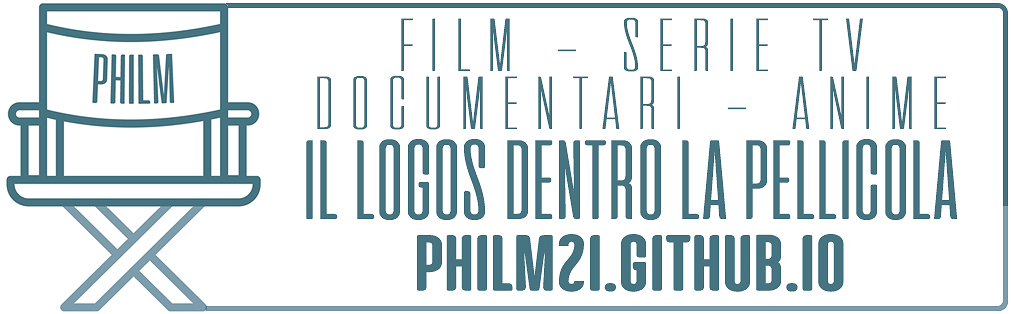 PHILM
FILM – SERIE TV
DOCUMENTARI – ANIME
IL LOGOS DENTRO LA PELLICOLA
PHILM21.GITHUB.IO